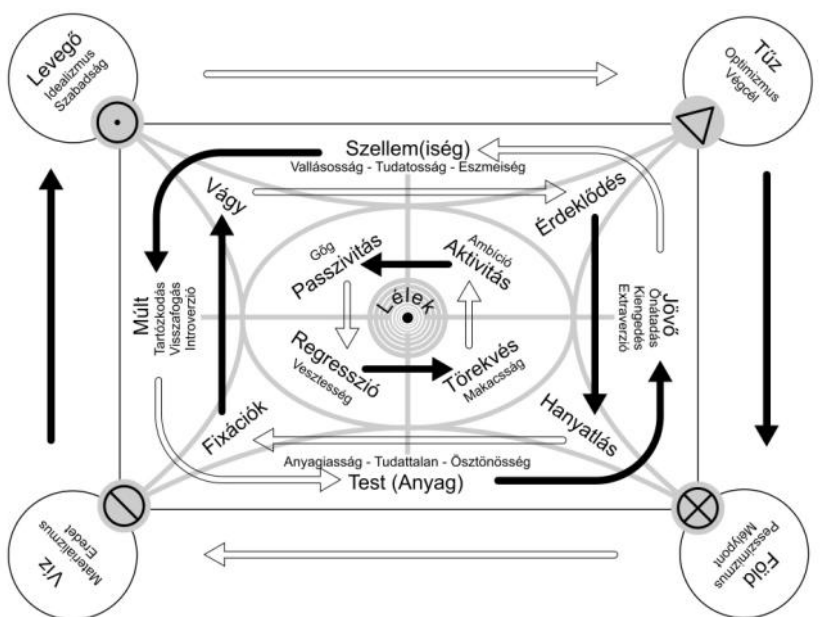 Levegő
Idealizmus
Szabadság
Tűz
Optimizmus
Végcél
Szellem(iség)
Vallásosság - Tudatosság - Eszmeiség
Vágy
Érdeklődés
Gőg
Passzivitás
Ambíció
Aktivitás
Múlt
Tartózkodás
Visszafogás
Introverzió
Lélek
Jövő
Önátadás
Kiengedés
Extraverzió
Regresszió
Vesztesség
Törekvés
Makacsság
Fixációk
Hanyatlás
Anyagiasság - Tudattalan - Ösztönösség
Test (Anyag)
Víz
Materializmus
Eredet
Föld
Pesszimizmus
Mélypont